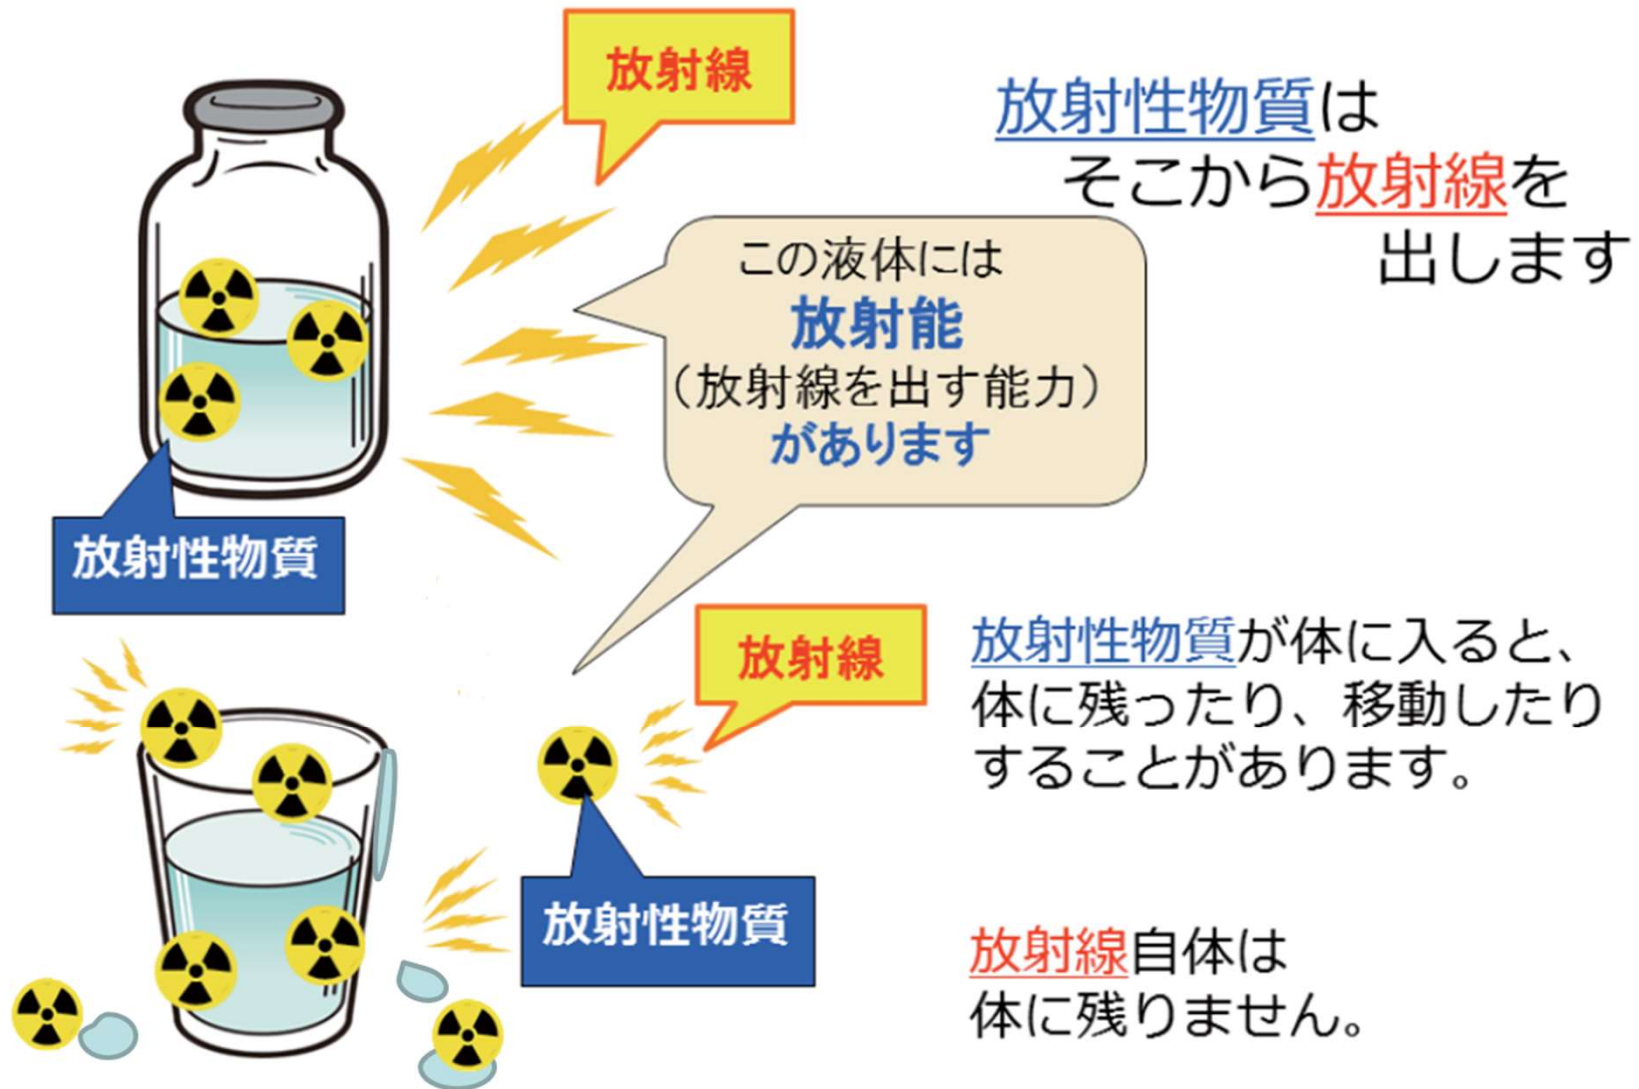 放射線
放射性物質は
そこから放射線を
出します
この液体には
放射能
（放射線を出す能力）
があります
放射性物質
放射線
放射性物質が体に入ると、
体に残ったり、移動したり
することがあります。
放射性物質
放射線自体は
体に残りません。